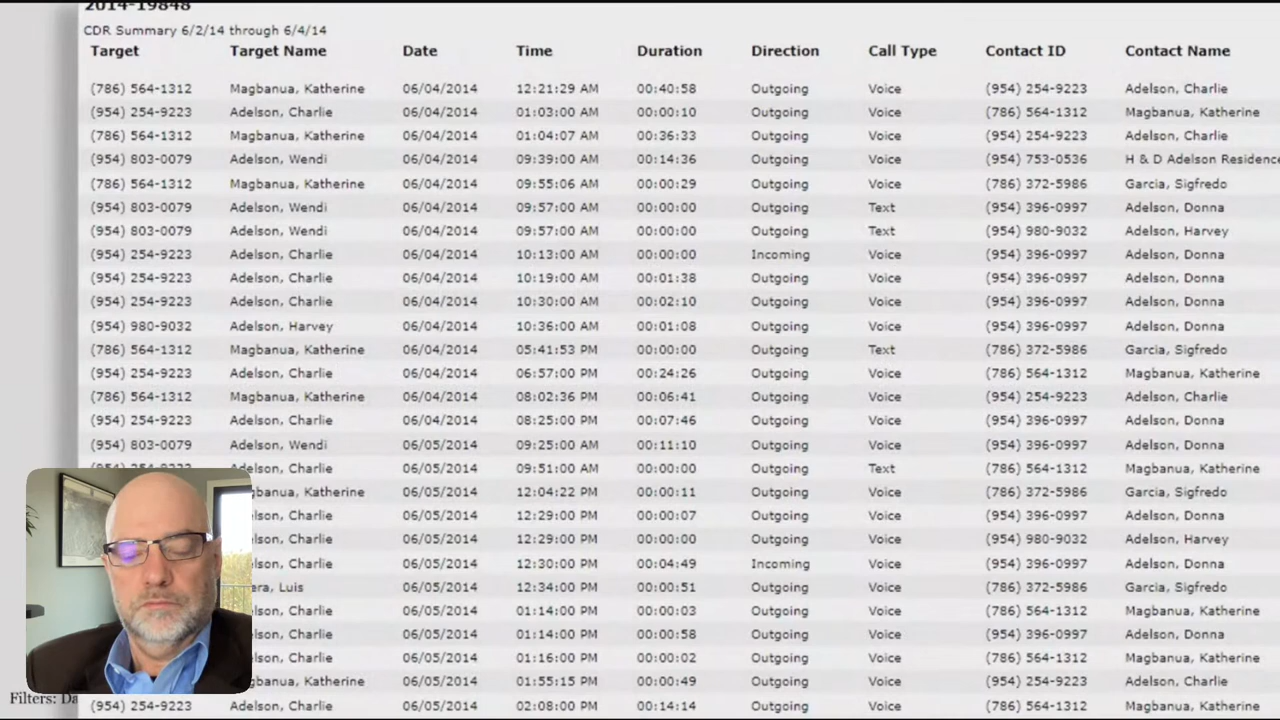 2014-19848
CDR Summary 6/2/14 through 6/4/14
Target Target Name Date Time Duration Direction Call Type Contact ID Contact Name
(786) 564-1312 Magbanua, Katherine 06/04/2014 12:21:29 AM 00:40:58 Outgoing Voice (954) 254-9223 Adelson, Charlie
(954) 254-9223 Adelson, Charlie 06/04/2014 01:03:00 AM 00:00:10 Outgoing Voice (786) 564-1312 Magbanua, Katherine
(786) 564-1312 Magbanua, Katherine 06/04/2014 01:04:07 AM 00:36:33 Outgoing Voice (954) 254-9223 Adelson, Charlie
(954) 803-0079 Adelson, Wendi 06/04/2014 09:39:00 AM 00:14:36 Outgoing Voice (954) 753-0536 H & D Adelson Residence
(786) 564-1312 Magbanua, Katherine 06/04/2014 09:55:06 AM 00:00:29 Outgoing Voice (786) 372-5986 Garcia, Sigfredo
(954) 803-0079 Adelson, Wendi 06/04/2014 09:57:00 AM 00:00:00 Outgoing Text (954) 396-0997 Adelson, Donna
(954) 803-0079 Adelson, Wendi 06/04/2014 09:57:00 AM 00:00:00 Outgoing Text (954) 980-9032 Adelson, Harvey
(954) 254-9223 Adelson, Charlie 06/04/2014 10:13:00 AM 00:00:00 Incoming Voice (954) 396-0997 Adelson, Donna
(954) 254-9223 Adelson, Charlie 06/04/2014 10:19:00 AM 00:01:38 Outgoing Voice (954) 396-0997 Adelson, Donna
(954) 254-9223 Adelson, Charlie 06/04/2014 10:30:00 AM 00:02:10 Outgoing Voice (954) 396-0997 Adelson, Donna
(954) 980-9032 Adelson, Harvey 06/04/2014 10:36:00 AM 00:01:08 Outgoing Voice (954) 396-0997 Adelson, Donna
(786) 564-1312 Magbanua, Katherine 06/04/2014 05:41:53 PM 00:00:00 Outgoing Text (786) 372-5986 Garcia, Sigfredo
(954) 254-9223 Adelson, Charlie 06/04/2014 06:57:00 PM 00:24:26 Outgoing Voice (786) 564-1312 Magbanua, Katherine
(786) 564-1312 Magbanua, Katherine 06/04/2014 08:02:36 PM 00:06:41 Outgoing Voice (954) 254-9223 Adelson, Charlie
(954) 254-9223 Adelson, Charlie 06/04/2014 08:25:00 PM 00:07:46 Outgoing Voice (954) 396-0997 Adelson, Donna
(954) 803-0079 Adelson, Wendi 06/05/2014 09:25:00 AM 00:11:10 Outgoing Voice (954) 396-0997 Adelson, Donna
(954) 254-9223 Adelson, Charlie 06/05/2014 09:51:00 AM 00:00:00 Outgoing Text (786) 564-1312 Magbanua, Katherine
gbanua, Katherine 06/05/2014 12:04:22 PM 00:00:11 Outgoing Voice (786) 372-5986 Garcia, Sigfredo
elson, Charlie 06/05/2014 12:29:00 PM 00:00:07 Outgoing Voice (954) 396-0997 Adelson, Donna
elson, Charlie 06/05/2014 12:29:00 PM 00:00:00 Outgoing Voice (954) 980-9032 Adelson, Harvey
elson, Charlie 06/05/2014 12:30:00 PM 00:04:49 Incoming Voice (954) 396-0997 Adelson, Donna
era, Luis 06/05/2014 12:34:00 PM 00:00:51 Outgoing Voice (786) 372-5986 Garcia, Sigfredo
elson, Charlie 06/05/2014 01:14:00 PM 00:00:03 Outgoing Voice (786) 564-1312 Magbanua, Katherine
elson, Charlie 06/05/2014 01:14:00 PM 00:00:58 Outgoing Voice (954) 396-0997 Adelson, Donna
elson, Charlie 06/05/2014 01:16:00 PM 00:00:02 Outgoing Voice (786) 564-1312 Magbanua, Katherine
gbanua, Katherine 06/05/2014 01:55:15 PM 00:00:49 Outgoing Voice (954) 254-9223 Adelson, Charlie
Filters: Da
(954) 254-9223 Adelson, Charlie 06/05/2014 02:08:00 PM 00:14:14 Outgoing Voice (786) 564-1312 Magbanua, Katherine